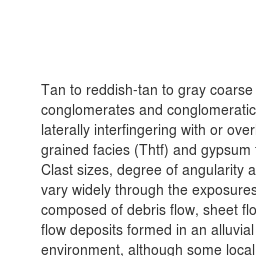 Tan to reddish-tan to gray coarse
conglomerates and conglomeratic
laterally interfingering with or over
grained facies (Thtf) and gypsum
Clast sizes, degree of angularity a
vary widely through the exposures
composed of debris flow, sheet flo
flow deposits formed in an alluvial
environment, although some local